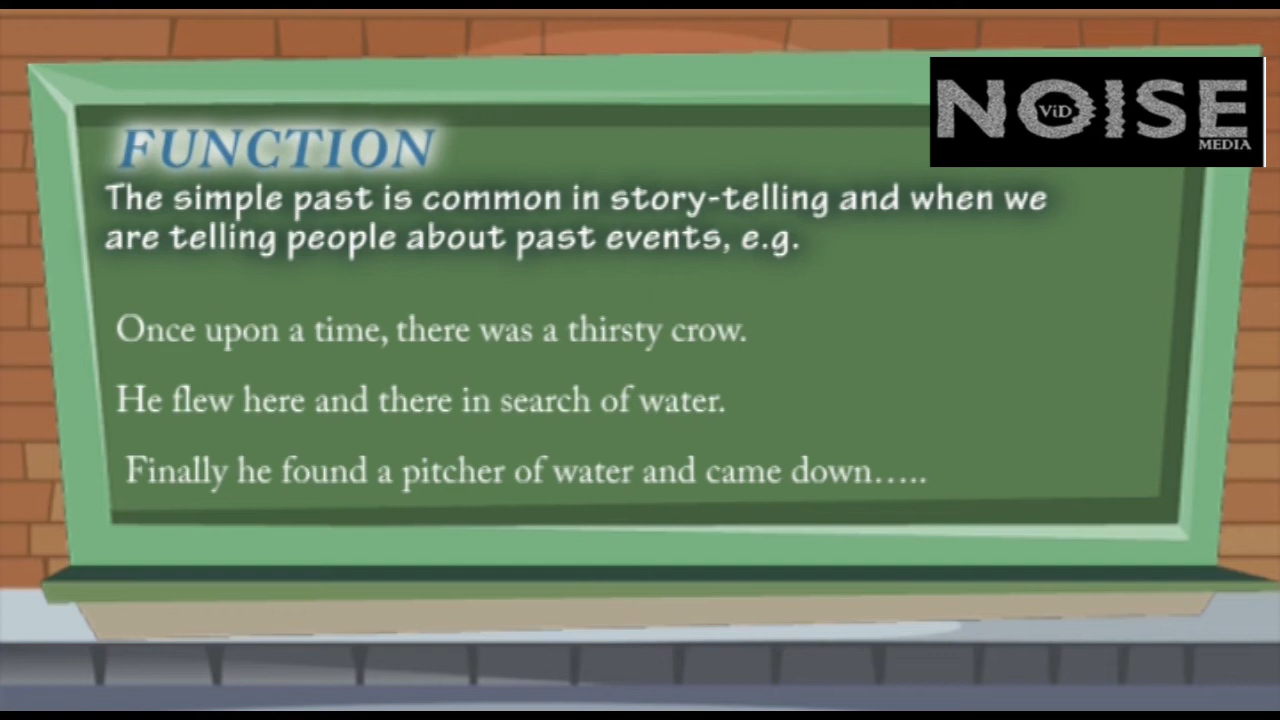 NOISE
ViD
MEDIA
FUNCTION
The simple past is common in story-telling and when we
are telling people about past events, e.g.
Once upon a time, there was a thirsty crow.
He flew here and there in search of water.
Finally he found a pitcher of water and came down.....